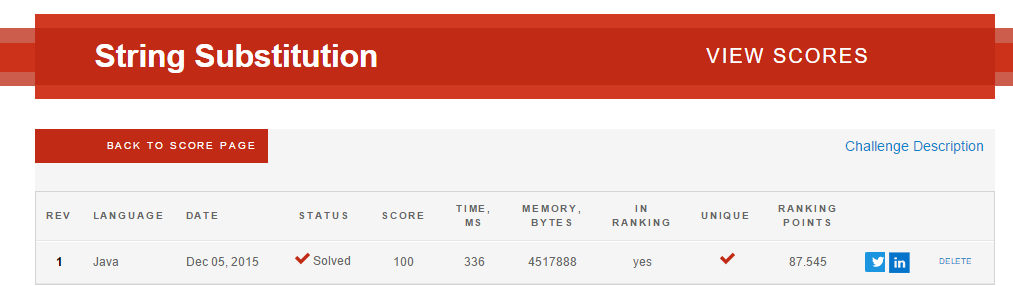 String Substitution
VIEW SCORES
BACK TO SCORE PAGE
Challenge Description
REV LANGUAGE DATE STATUS SCORE TIME, MS MEMORY, BYTES IN RANKING UNIQUE RANKING POINTS
1 Java Dec 05, 2015 Solved 100 336 4517888 yes 87.545 in DELETE